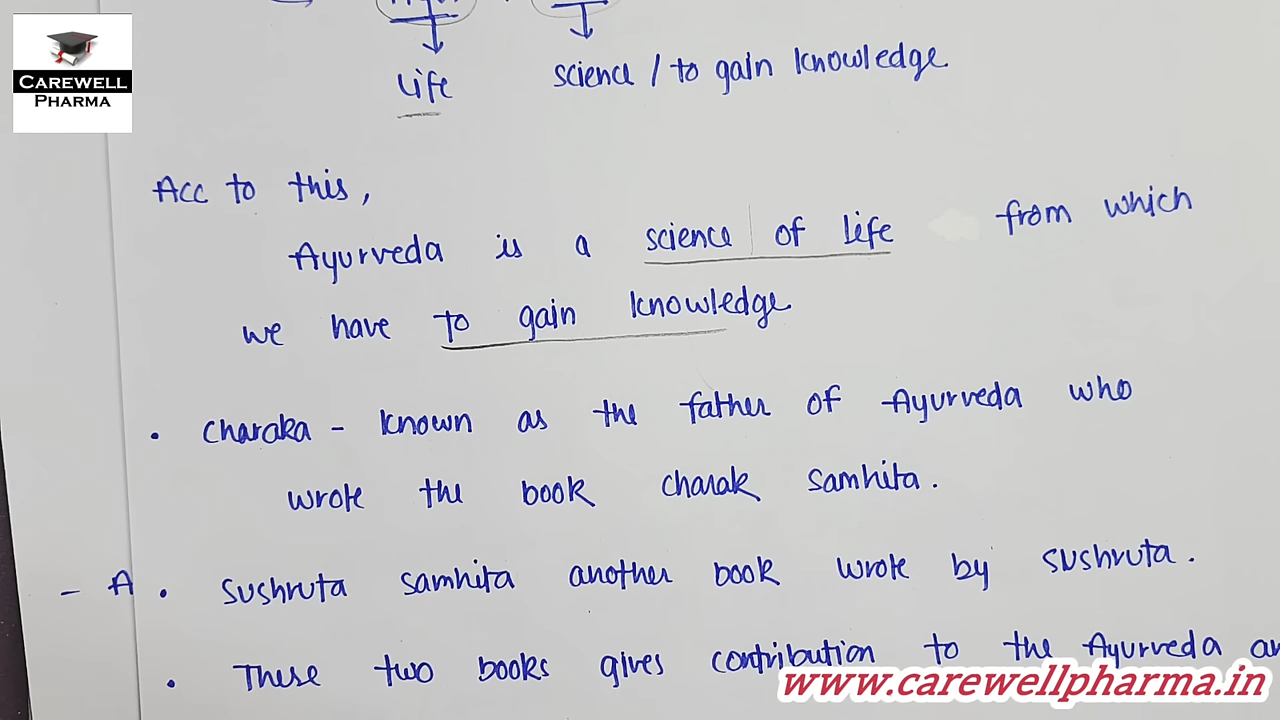 CAREWELL
PHARMA
Life science / to gain knowledge
Acc to this,
Ayurveda is a science of life from which
we have to gain knowledge
• Charaka - known as the father of Ayurveda who
wrote the book charak samhita.
- A • Sushruta samhita another book wrote by sushruta.
• These two books gives contribution to the Ayurveda an
www.carewellpharma.in